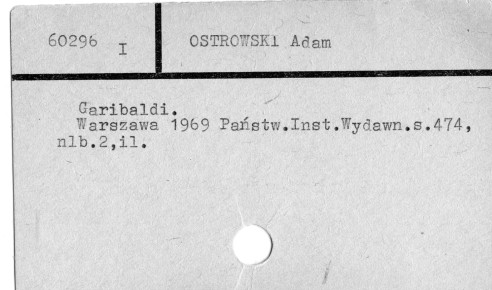 60296 I OSTROWSKI Adam
Garibaldi.
Warszawa 1969 Państw.Inst.Wydawn.s.474,
nlb.2,il.